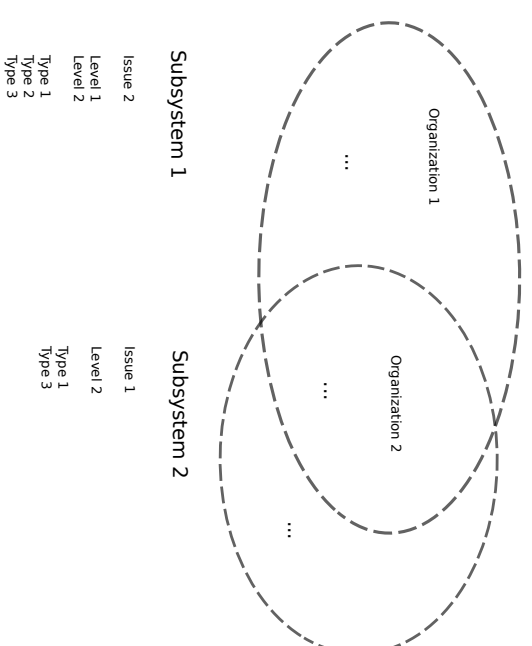 Organization 1
...
Organization 2
...
...
Subsystem 1
Issue 2
Level 1
Level 2
Type 1
Type 2
Type 3
Subsystem 2
Issue 1
Level 2
Type 1
Type 3